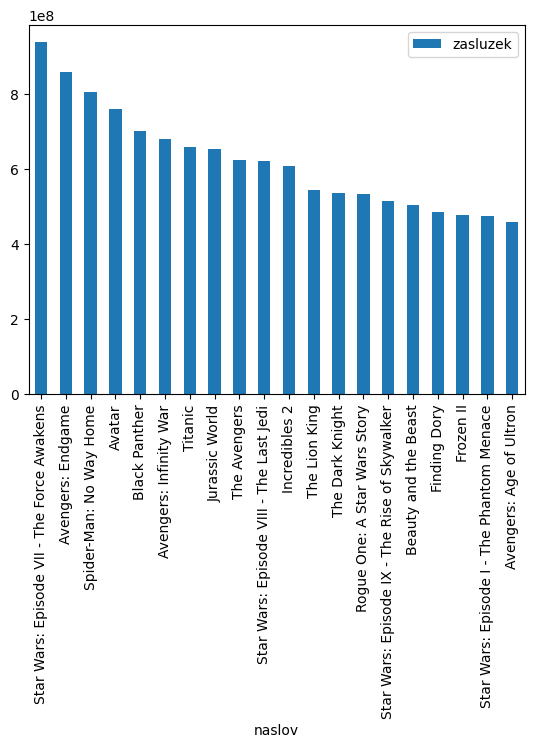 1e8
zasluzek
8
6
4
2
0
Star Wars: Episode VII - The Force Awakens
Avengers: Endgame
Spider-Man: No Way Home
Avatar
Black Panther
Avengers: Infinity War
Titanic
Jurassic World
The Avengers
Star Wars: Episode VIII - The Last Jedi
Incredibles 2
The Lion King
The Dark Knight
Rogue One: A Star Wars Story
Star Wars: Episode IX - The Rise of Skywalker
Beauty and the Beast
Finding Dory
Frozen II
Star Wars: Episode I - The Phantom Menace
Avengers: Age of Ultron
naslov